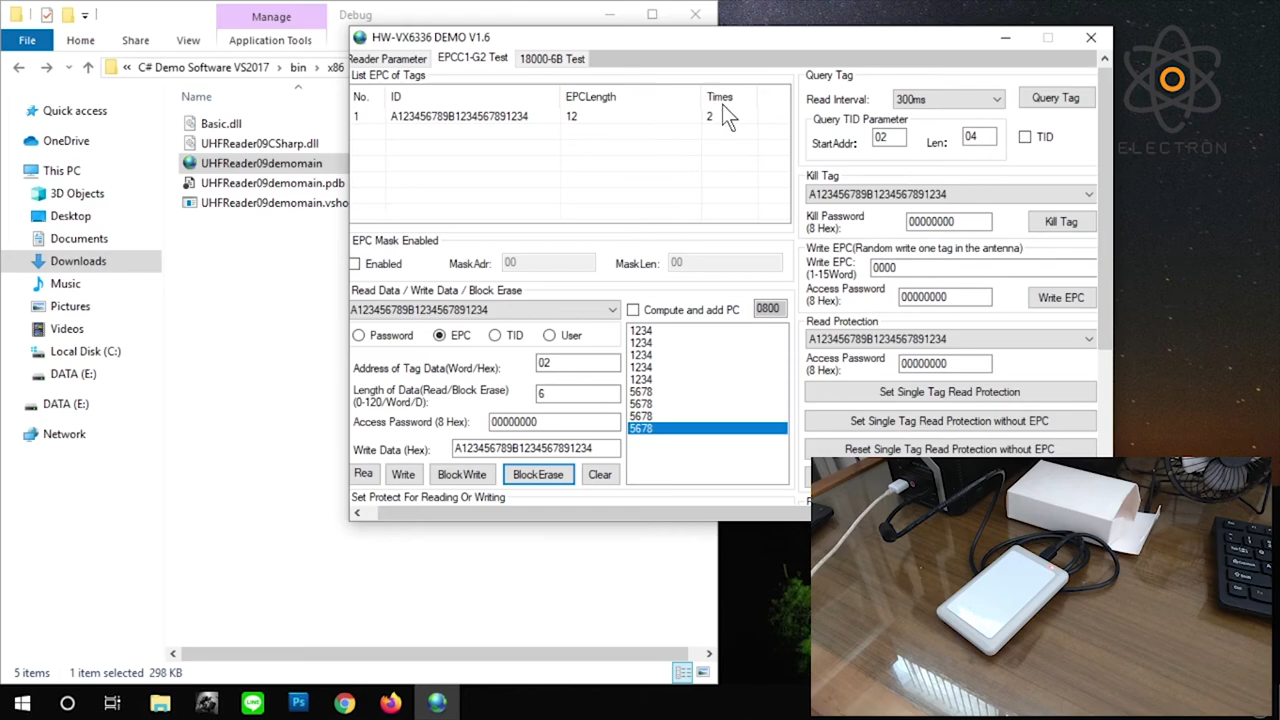 Manage
Debug
File
Home
Share
View
Application Tools
C# Demo Software VS2017
bin
x86
Quick access
OneDrive
This PC
3D Objects
Desktop
Documents
Downloads
Music
Pictures
Videos
Local Disk (C:)
DATA (E:)
DATA (E:)
Network
Name
Basic.dll
UHFReader09CSharp.dll
UHFReader09demomain
UHFReader09demomain.pdb
UHFReader09demomain.vsho
5 items
1 item selected 298 KB
HW-VX6336 DEMO V1.6
Reader Parameter
EPCC1-G2 Test
18000-6B Test
List EPC of Tags
No. ID EPCLength Times
1 A123456789B1234567891234 12 2
EPC Mask Enabled
Enabled
MaskAdr: 00
MaskLen: 00
Read Data / Write Data / Block Erase
A123456789B1234567891234
Compute and add PC 0800
Password
EPC
TID
User
Address of Tag Data(Word/Hex): 02
Length of Data(Read/Block Erase)
(0-120/Word/D): 6
Access Password (8 Hex): 00000000
Write Data (Hex): A123456789B1234567891234
Rea
Write
BlockWrite
BlockErase
Clear
1234
1234
1234
1234
1234
5678
5678
5678
5678
Set Protect For Reading Or Writing
Query Tag
Read Interval: 300ms
Query Tag
Query TID Parameter
StartAddr: 02
Len: 04
TID
Kill Tag
A123456789B1234567891234
Kill Password
(8 Hex): 00000000
Kill Tag
Write EPC(Random write one tag in the antenna)
Write EPC:
(1-15Word) 0000
Access Password
(8 Hex): 00000000
Write EPC
Read Protection
A123456789B1234567891234
Access Password
(8 Hex): 00000000
Set Single Tag Read Protection
Set Single Tag Read Protection without EPC
Reset Single Tag Read Protection without EPC
ELECTRON
LINE
Ps